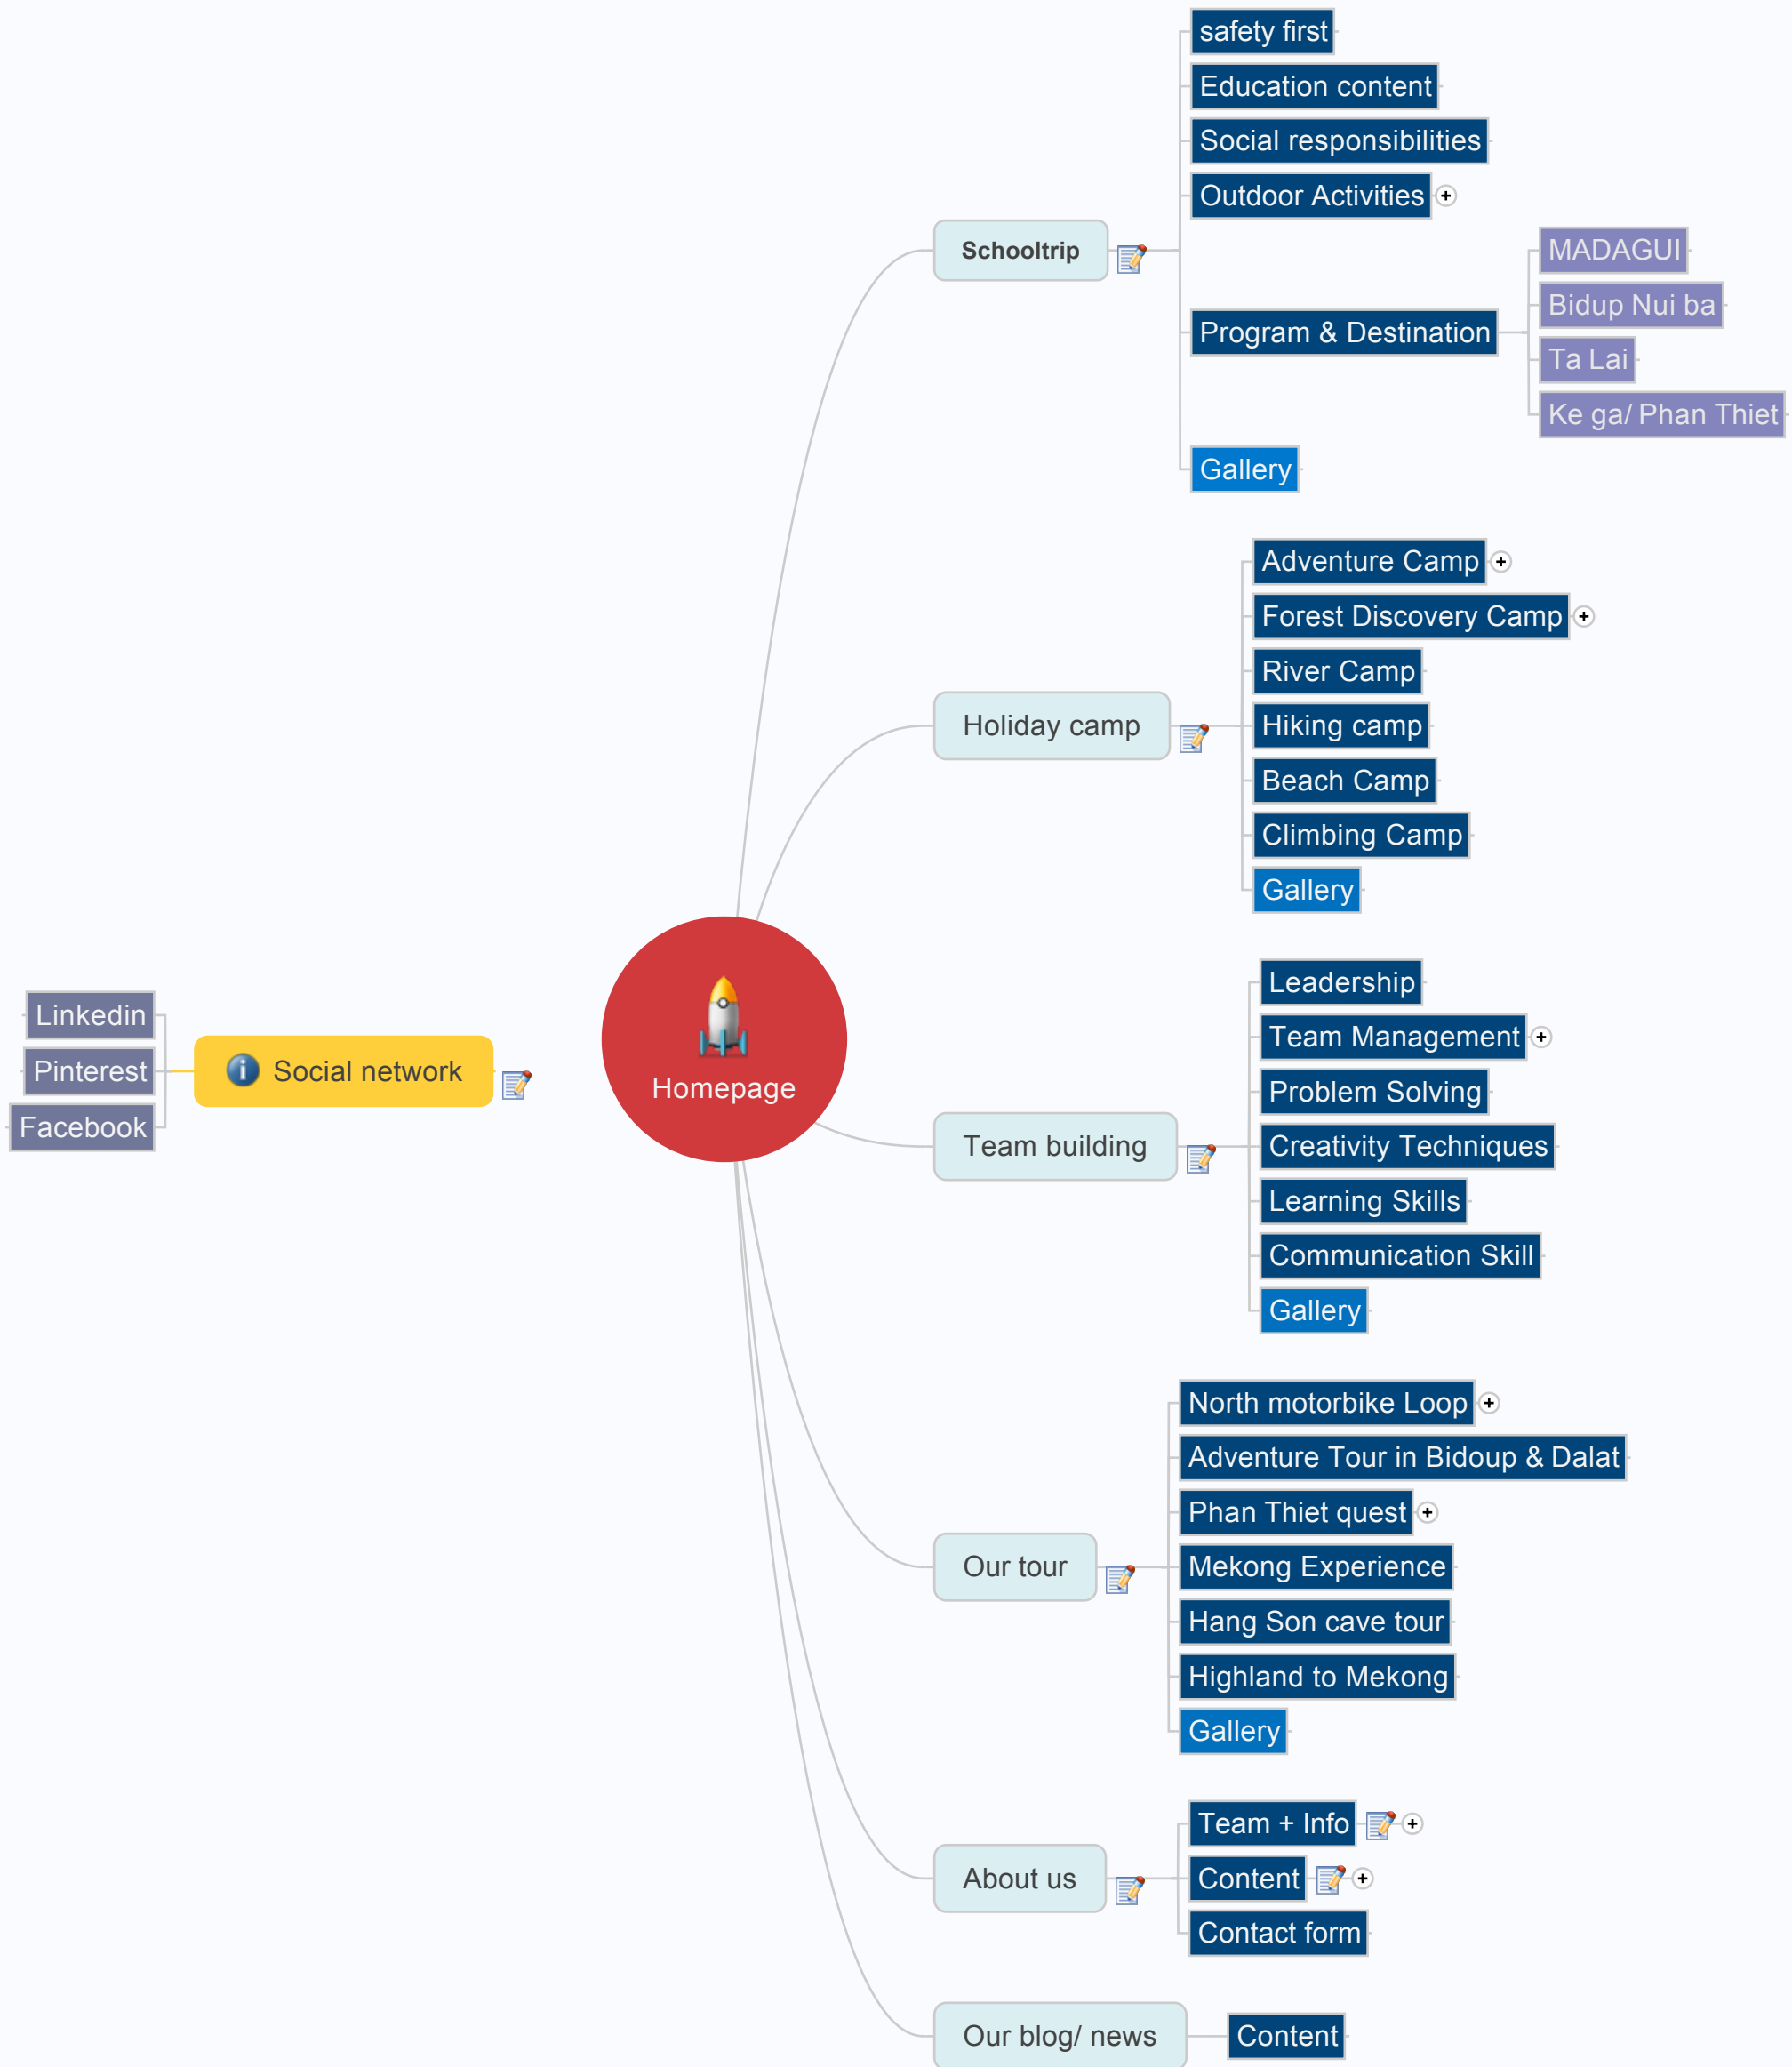 Homepage
Schooltrip
safety first
Education content
Social responsibilities
Outdoor Activities
Program & Destination
MADAGUI
Bidup Nui ba
Ta Lai
Ke ga/ Phan Thiet
Gallery
Holiday camp
Adventure Camp
Forest Discovery Camp
River Camp
Hiking camp
Beach Camp
Climbing Camp
Gallery
Team building
Leadership
Team Management
Problem Solving
Creativity Techniques
Learning Skills
Communication Skill
Gallery
Our tour
North motorbike Loop
Adventure Tour in Bidoup & Dalat
Phan Thiet quest
Mekong Experience
Hang Son cave tour
Highland to Mekong
Gallery
About us
Team + Info
Content
Contact form
Our blog/ news
Content
Social network
Linkedin
Pinterest
Facebook